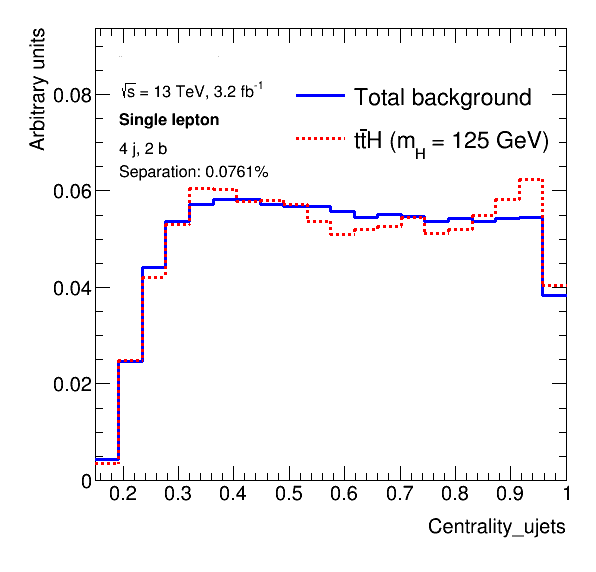 Arbitrary units
√s = 13 TeV, 3.2 fb⁻¹
Single lepton
4 j, 2 b
Separation: 0.0761%
Total background
tt̄H (m_H = 125 GeV)
0.08
0.06
0.04
0.02
0
0.2 0.3 0.4 0.5 0.6 0.7 0.8 0.9 1
Centrality_ujets